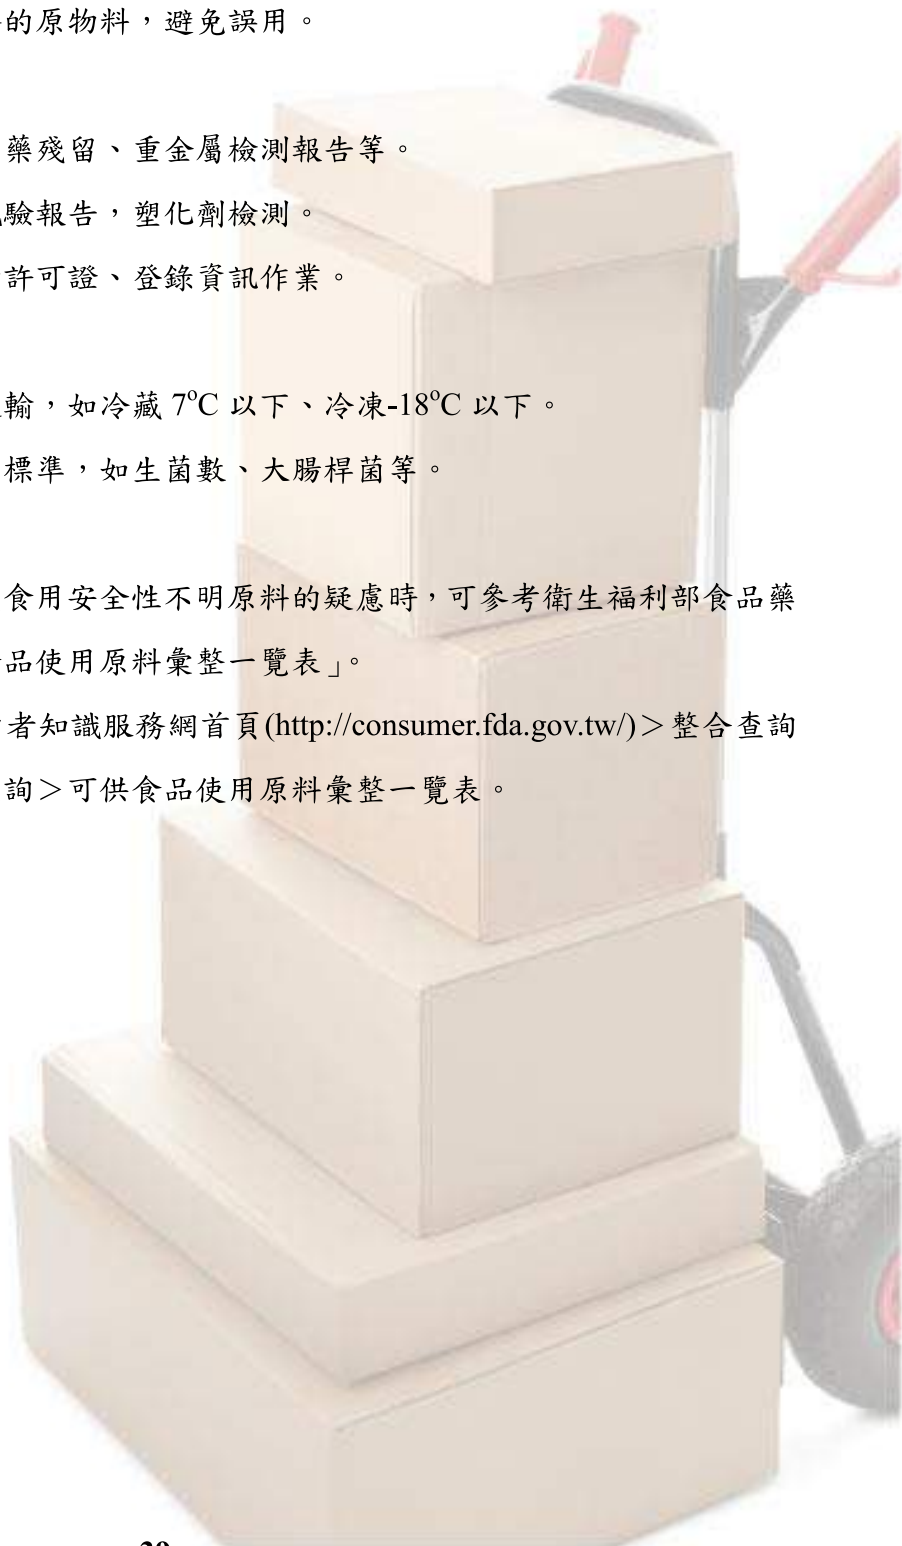 的原物料，避免誤用。
藥殘留、重金屬檢測報告等。
驗報告，塑化劑檢測。
許可證、登錄資訊作業。
輸，如冷藏 7°C 以下、冷凍-18°C 以下。
標準，如生菌數、大腸桿菌等。
食用安全性不明原料的疑慮時，可參考衛生福利部食品藥
品使用原料彙整一覽表」。
者知識服務網首頁(http://consumer.fda.gov.tw/)＞整合查詢
詢＞可供食品使用原料彙整一覽表。